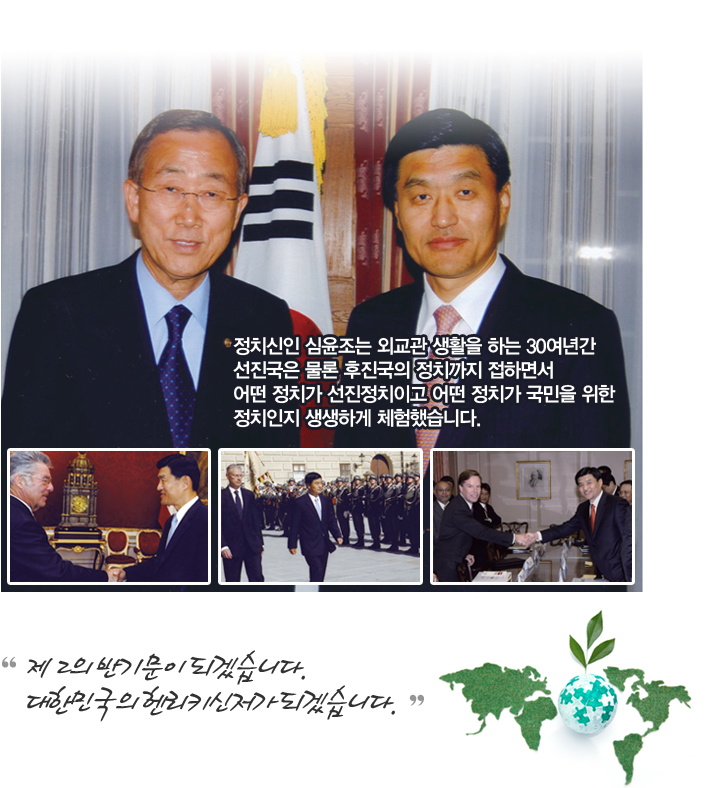 정치신인 심윤조는 외교관 생활을 하는 30여년간
선진국은 물론 후진국의 정치까지 접하면서
어떤 정치가 선진정치이고 어떤 정치가 국민을 위한
정치인지 생생하게 체험했습니다.
“ 제 2의 반기문이 되겠습니다.
대한민국의 헨리키신저가 되겠습니다. ”